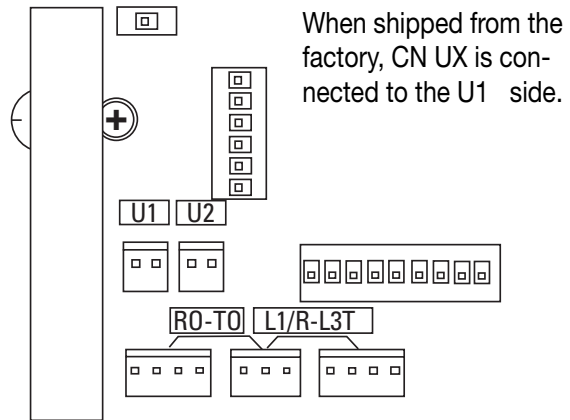 When shipped from the
factory, CN UX is con-
nected to the U1 side.
U1 U2
R0-T0 L1/R-L3T